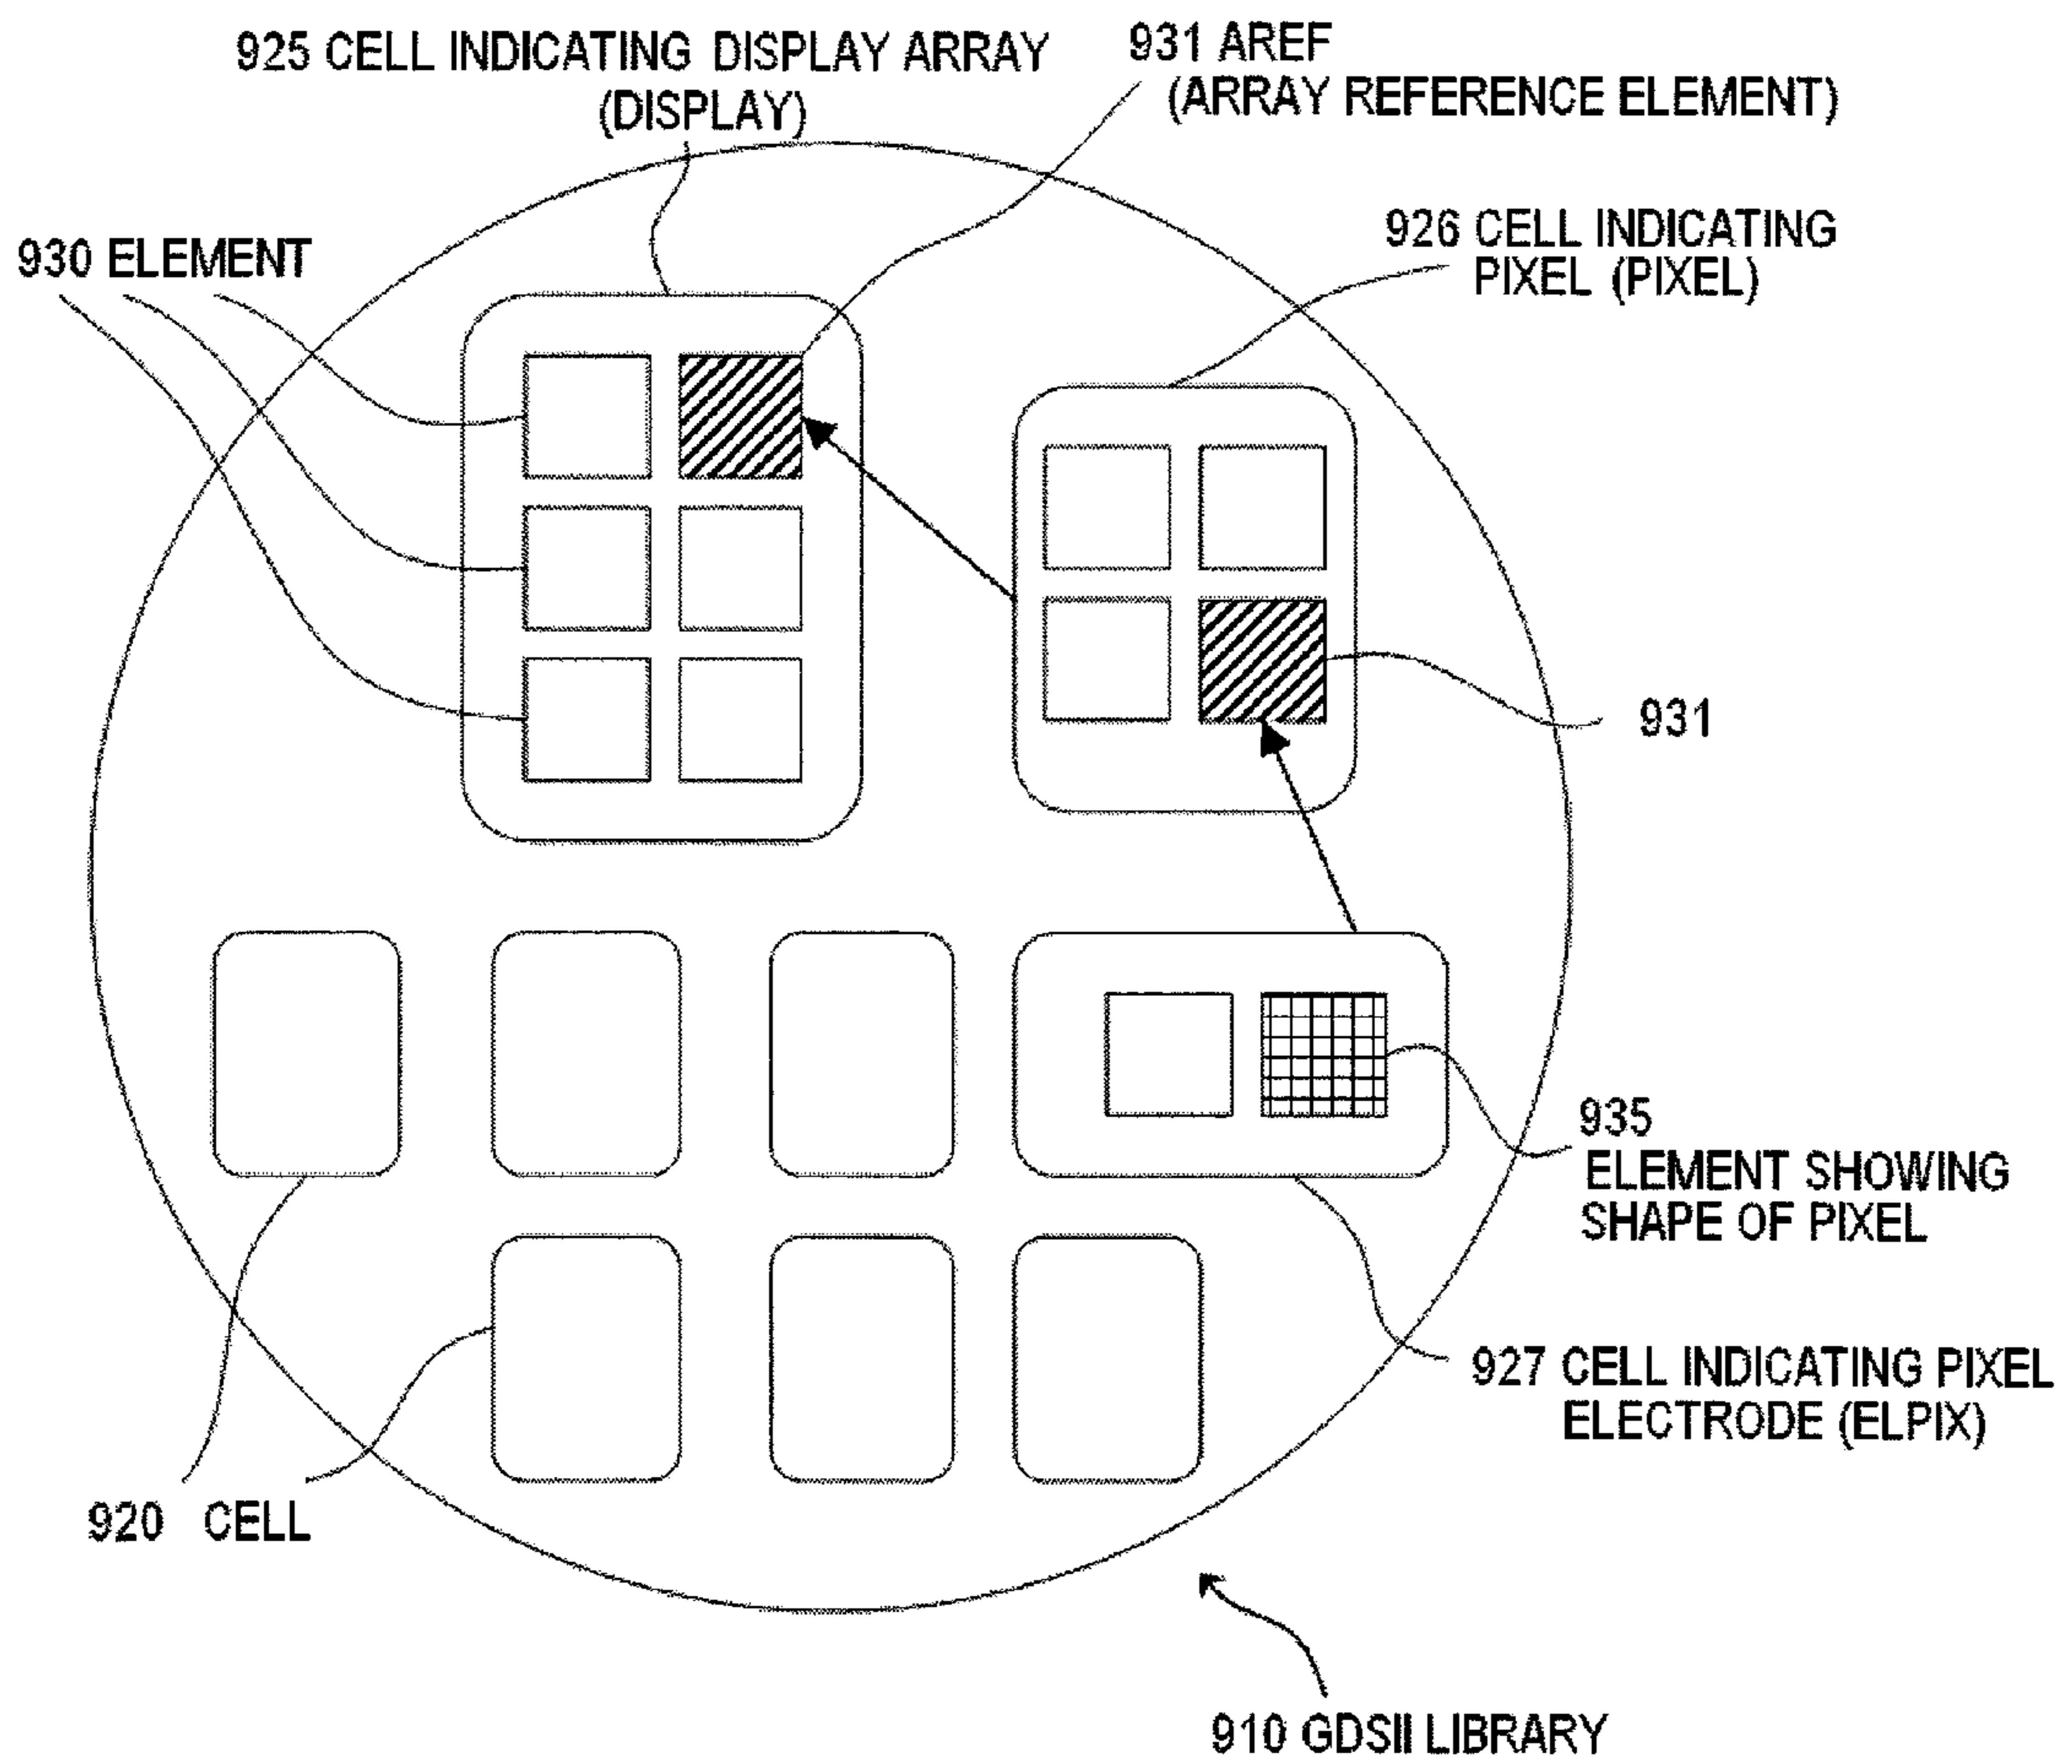 925 CELL INDICATING DISPLAY ARRAY
(DISPLAY)
931 AREF
(ARRAY REFERENCE ELEMENT)
926 CELL INDICATING
PIXEL (PIXEL)
930 ELEMENT
931
935
ELEMENT SHOWING
SHAPE OF PIXEL
927 CELL INDICATING PIXEL
ELECTRODE (ELPIX)
920 CELL
910 GDSII LIBRARY